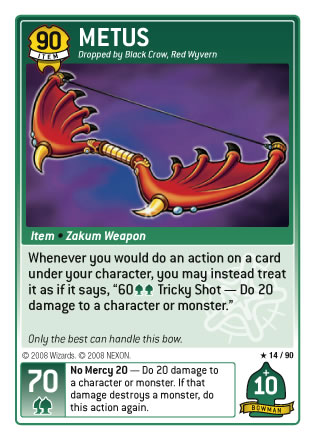 90
ITEM
METUS
Dropped by Black Crow, Red Wyvern
Item • Zakum Weapon
Whenever you would do an action on a card
under your character, you may instead treat
it as if it says, “60 Tricky Shot — Do 20
damage to a character or monster.”
Only the best can handle this bow.
© 2008 Wizards. © 2008 NEXON.
★ 14 / 90
70
No Mercy 20 — Do 20 damage to
a character or monster. If that
damage destroys a monster, do
this action again.
+
10
BOWMAN